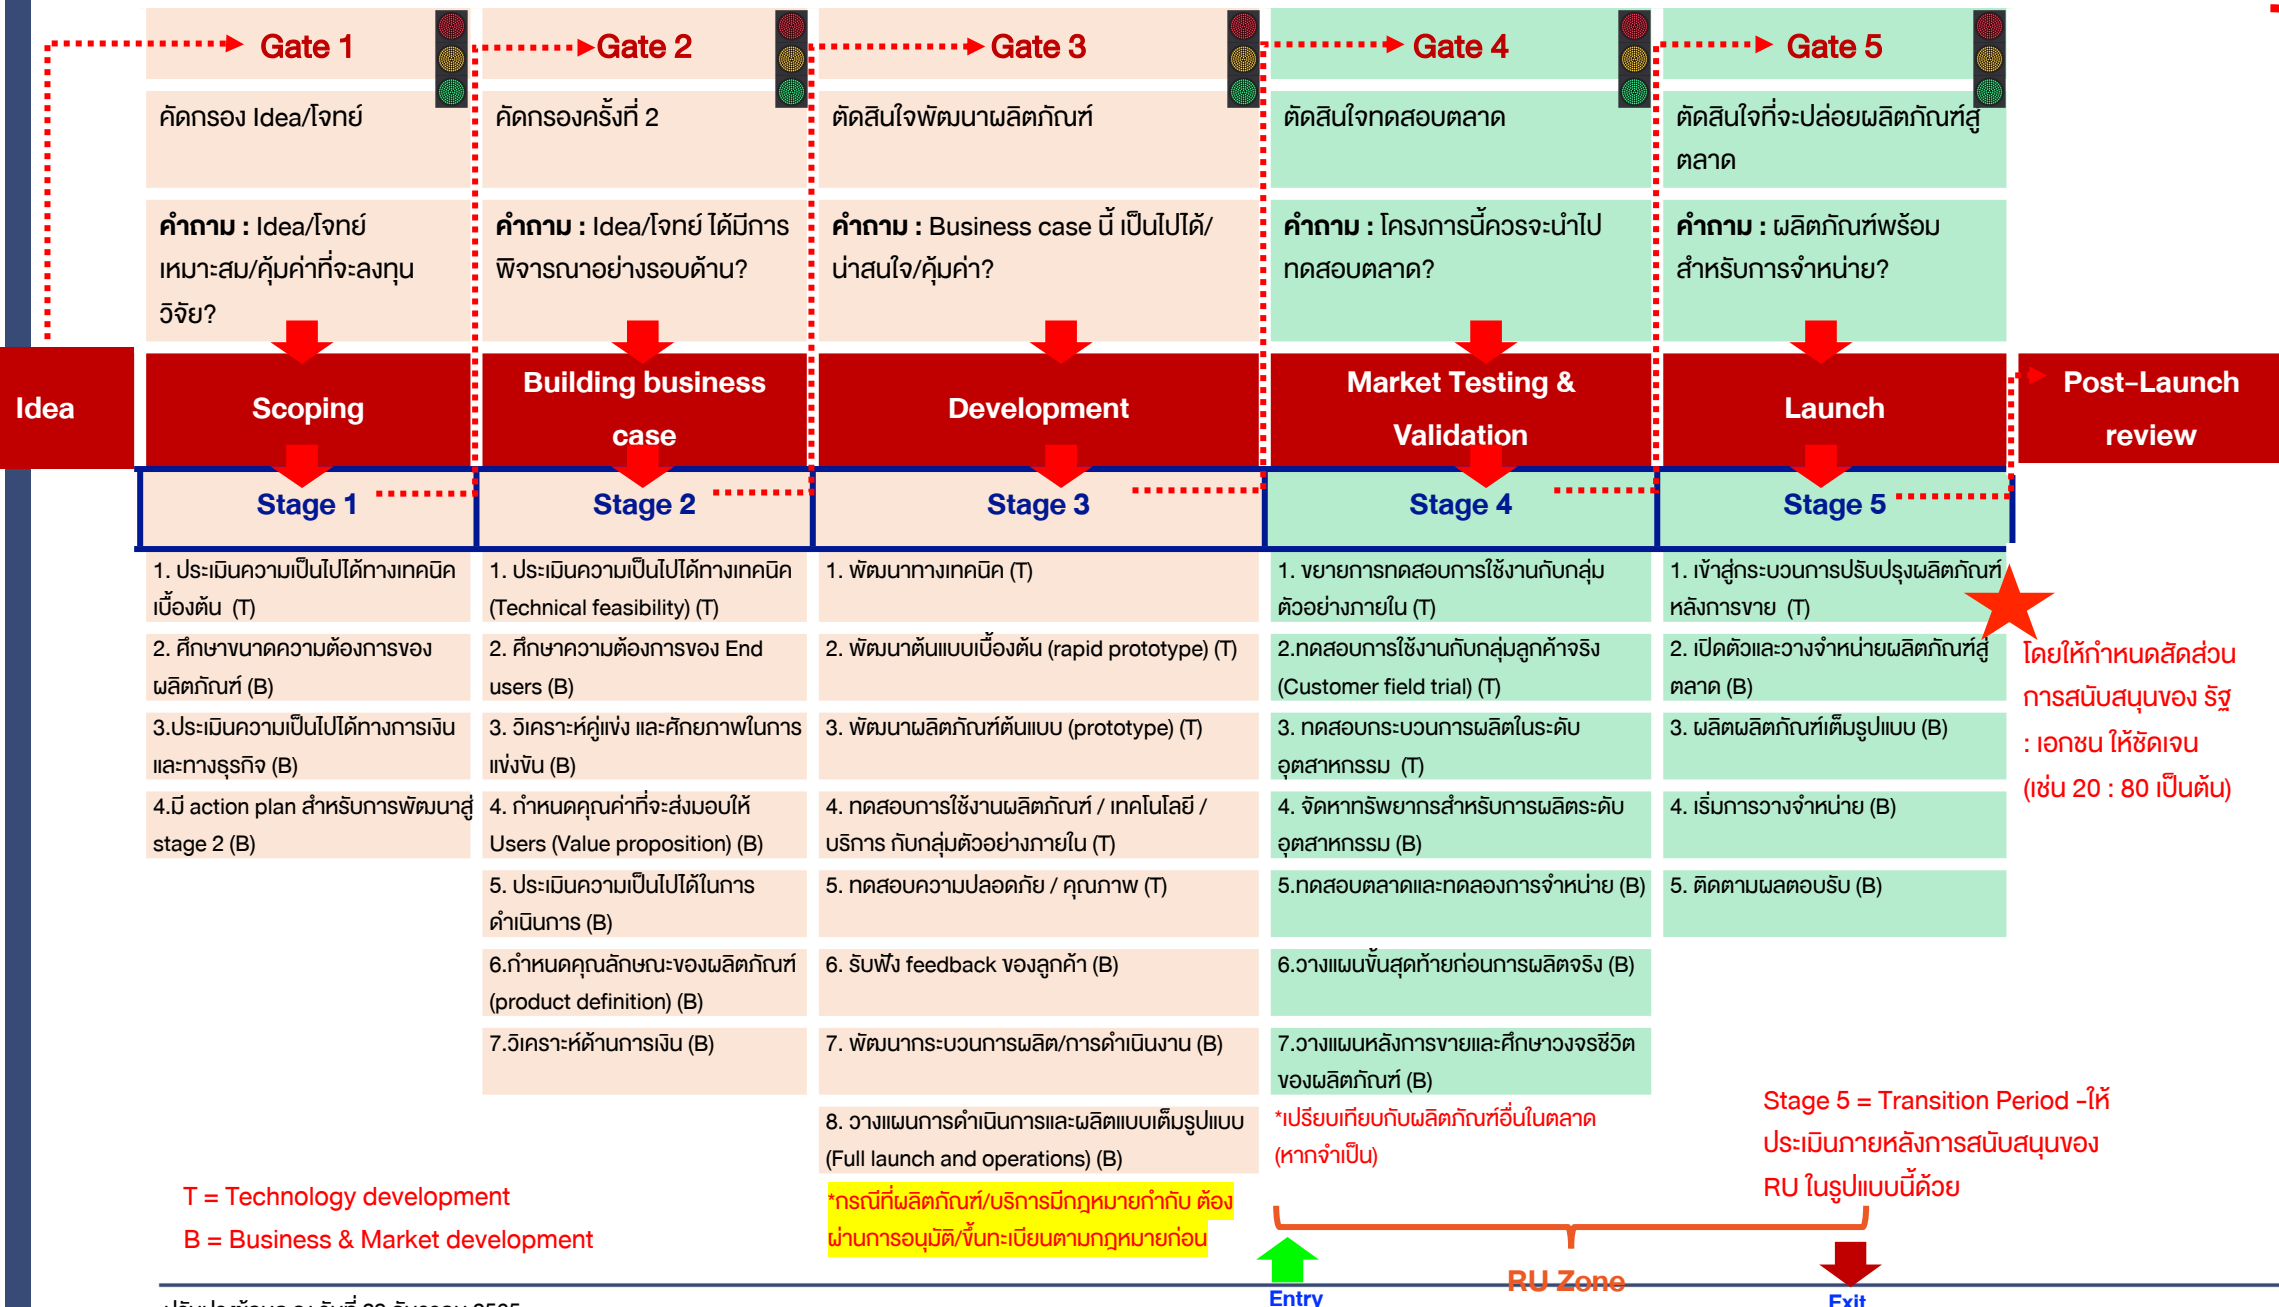 Gate 1
Gate 2
Gate 3
Gate 4
Gate 5
คัดกรอง Idea/โจทย์
คัดกรองครั้งที่ 2
ตัดสินใจพัฒนาผลิตภัณฑ์
ตัดสินใจทดสอบตลาด
ตัดสินใจที่จะปล่อยผลิตภัณฑ์สู่
ตลาด
คำถาม : Idea/โจทย์
เหมาะสม/คุ้มค่าที่จะลงทุน
วิจัย?
คำถาม : Idea/โจทย์ ได้มีการ
พิจารณาอย่างรอบด้าน?
คำถาม : Business case นี้ เป็นไปได้/
น่าสนใจ/คุ้มค่า?
คำถาม : โครงการนี้ควรจะนำไป
ทดสอบตลาด?
คำถาม : ผลิตภัณฑ์พร้อม
สำหรับการจำหน่าย?
Idea
Scoping
Building business
case
Development
Market Testing &
Validation
Launch
Post-Launch
review
Stage 1
Stage 2
Stage 3
Stage 4
Stage 5
1. ประเมินความเป็นไปได้ทางเทคนิค
เบื้องต้น (T)
2. ศึกษาขนาดความต้องการของ
ผลิตภัณฑ์ (B)
3.ประเมินความเป็นไปได้ทางการเงิน
และทางธุรกิจ (B)
4.มี action plan สำหรับการพัฒนาสู่
stage 2 (B)
1. ประเมินความเป็นไปได้ทางเทคนิค
(Technical feasibility) (T)
2. ศึกษาความต้องการของ End
users (B)
3. วิเคราะห์คู่แข่ง และศักยภาพในการ
แข่งขัน (B)
4. กำหนดคุณค่าที่จะส่งมอบให้
Users (Value proposition) (B)
5. ประเมินความเป็นไปได้ในการ
ดำเนินการ (B)
6.กำหนดคุณลักษณะของผลิตภัณฑ์
(product definition) (B)
7.วิเคราะห์ด้านการเงิน (B)
1. พัฒนาทางเทคนิค (T)
2. พัฒนาต้นแบบเบื้องต้น (rapid prototype) (T)
3. พัฒนาผลิตภัณฑ์ต้นแบบ (prototype) (T)
4. ทดสอบการใช้งานผลิตภัณฑ์ / เทคโนโลยี /
บริการ กับกลุ่มตัวอย่างภายใน (T)
5. ทดสอบความปลอดภัย / คุณภาพ (T)
6. รับฟัง feedback ของลูกค้า (B)
7. พัฒนากระบวนการผลิต/การดำเนินงาน (B)
8. วางแผนการดำเนินการและผลิตแบบเต็มรูปแบบ
(Full launch and operations) (B)
*กรณีที่ผลิตภัณฑ์/บริการมีกฎหมายกำกับ ต้อง
ผ่านการอนุมัติ/ขึ้นทะเบียนตามกฎหมายก่อน
1. ขยายการทดสอบการใช้งานกับกลุ่ม
ตัวอย่างภายใน (T)
2.ทดสอบการใช้งานกับกลุ่มลูกค้าจริง
(Customer field trial) (T)
3. ทดสอบกระบวนการผลิตในระดับ
อุตสาหกรรม (T)
4. จัดหาทรัพยากรสำหรับการผลิตระดับ
อุตสาหกรรม (B)
5.ทดสอบตลาดและทดลองการจำหน่าย (B)
6.วางแผนขั้นสุดท้ายก่อนการผลิตจริง (B)
7.วางแผนหลังการขายและศึกษาวงจรชีวิต
ของผลิตภัณฑ์ (B)
*เปรียบเทียบกับผลิตภัณฑ์อื่นในตลาด
(หากจำเป็น)
1. เข้าสู่กระบวนการปรับปรุงผลิตภัณฑ์
หลังการขาย (T)
2. เปิดตัวและวางจำหน่ายผลิตภัณฑ์สู่
ตลาด (B)
3. ผลิตผลิตภัณฑ์เต็มรูปแบบ (B)
4. เริ่มการวางจำหน่าย (B)
5. ติดตามผลตอบรับ (B)
โดยให้กำหนดสัดส่วน
การสนับสนุนของ รัฐ
: เอกชน ให้ชัดเจน
(เช่น 20 : 80 เป็นต้น)
Stage 5 = Transition Period -ให้
ประเมินภายหลังการสนับสนุนของ
RU ในรูปแบบนี้ด้วย
T = Technology development
B = Business & Market development
RU Zone
Entry
Exit